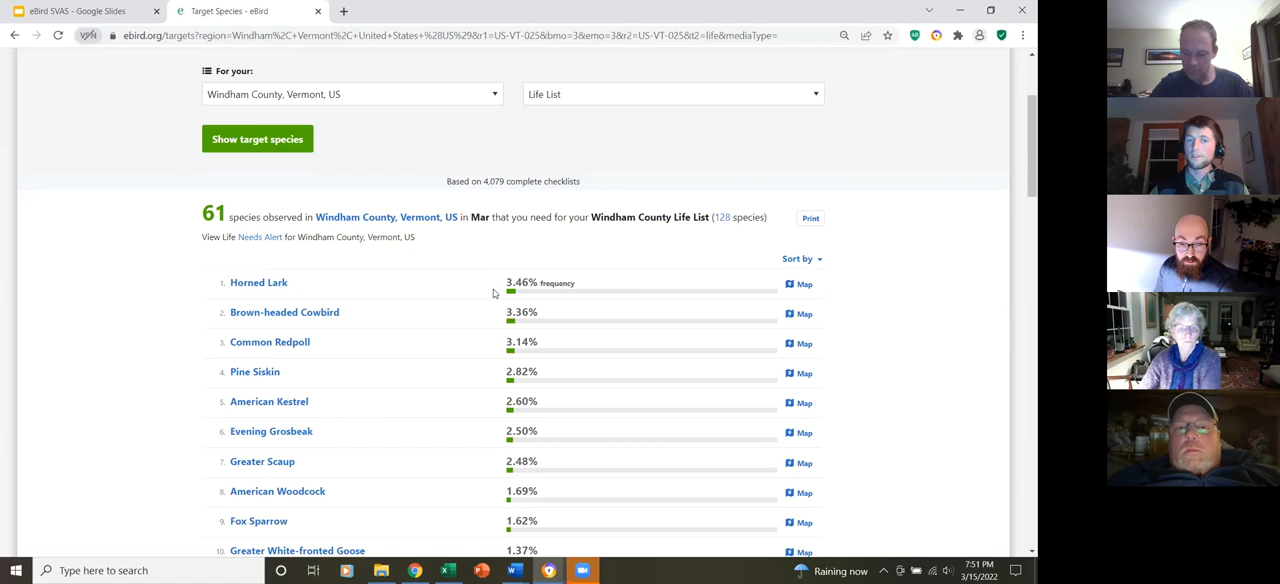 eBird SVAS - Google Slides
Target Species - eBird
VPN
ebird.org/targets?region=Windham%2C+Vermont%2C+United+States+%28US%29&r1=US-VT-025&bmo=3&emo=3&r2=US-VT-025&t2=life&mediaType=
For your:
Windham County, Vermont, US
Life List
Show target species
Based on 4,079 complete checklists
61 species observed in Windham County, Vermont, US in Mar that you need for your Windham County Life List (128 species)
Print
View Life Needs Alert for Windham County, Vermont, US
Sort by
1. Horned Lark 3.46% frequency Map
2. Brown-headed Cowbird 3.36% Map
3. Common Redpoll 3.14% Map
4. Pine Siskin 2.82% Map
5. American Kestrel 2.60% Map
6. Evening Grosbeak 2.50% Map
7. Greater Scaup 2.48% Map
8. American Woodcock 1.69% Map
9. Fox Sparrow 1.62% Map
10. Greater White-fronted Goose 1.37% Map
Type here to search
Raining now
7:51 PM
3/15/2022